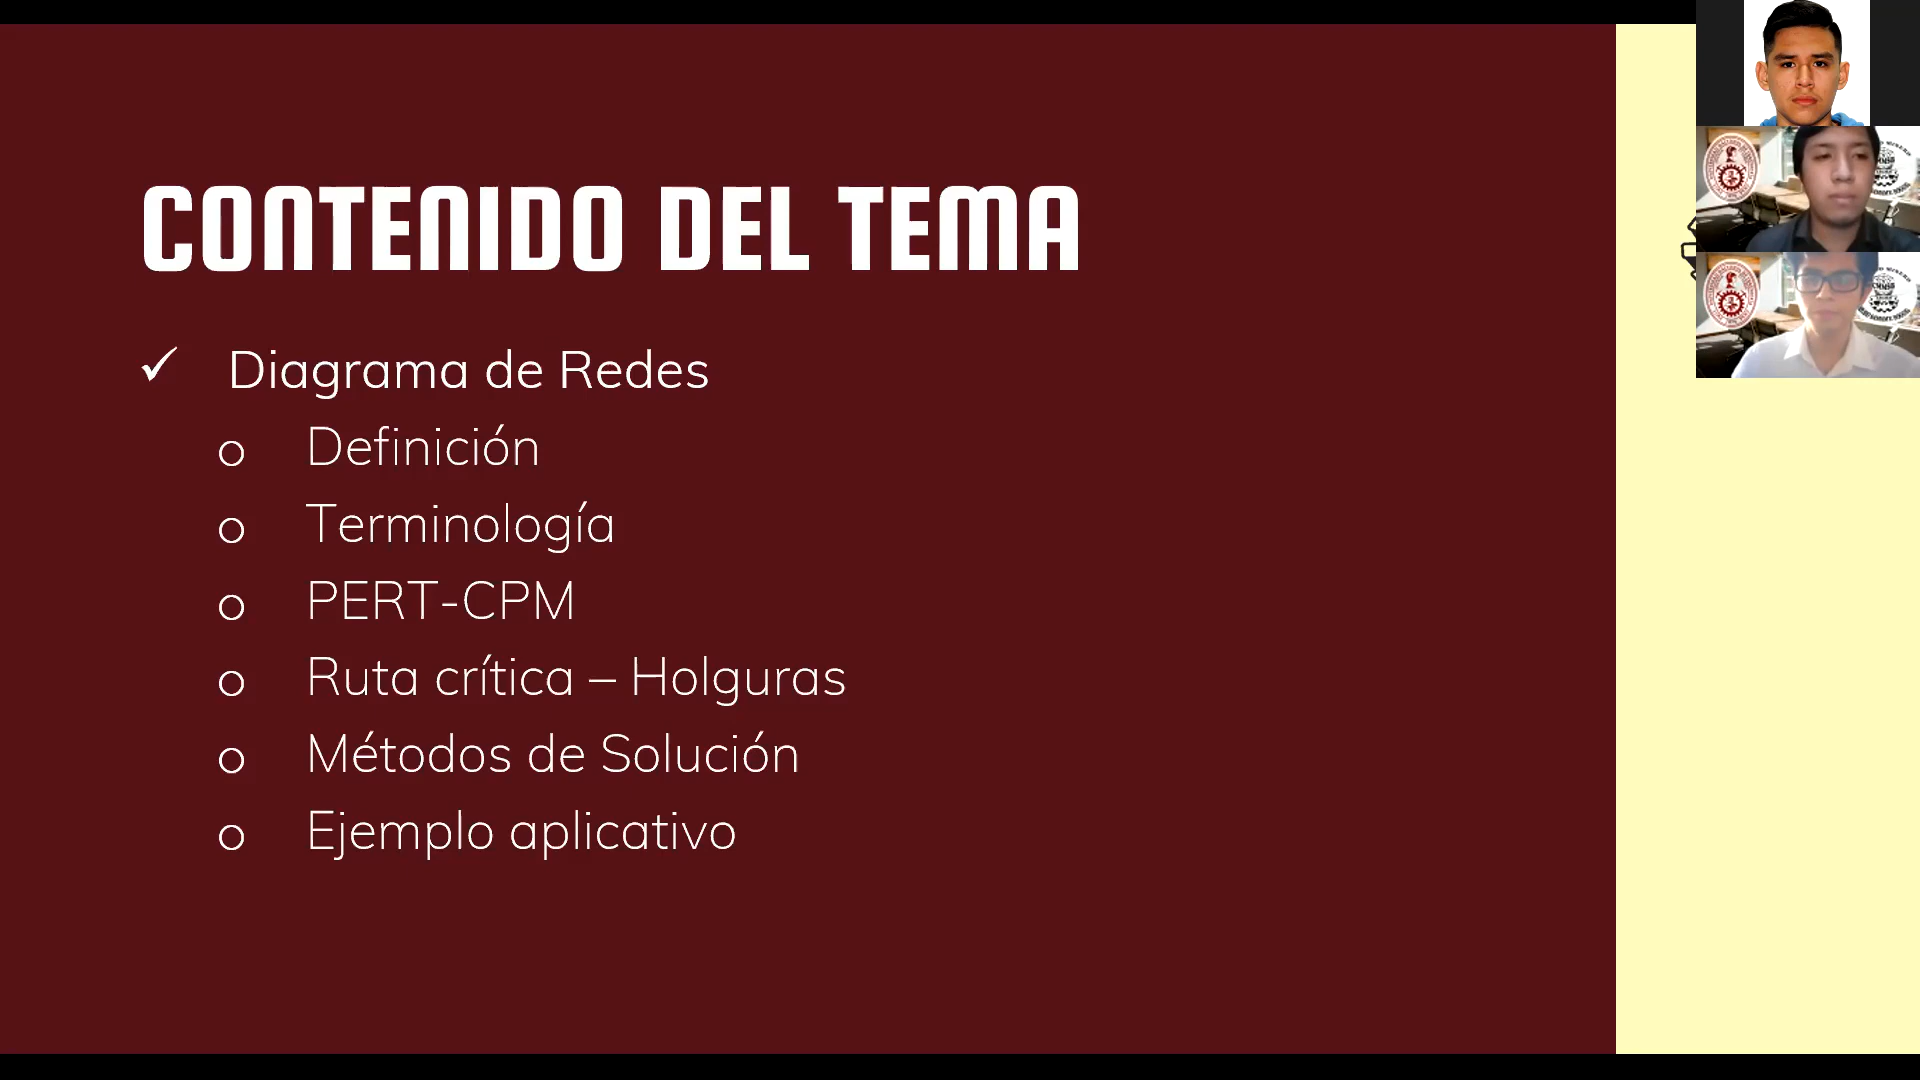 CONTENIDO DEL TEMA
✓ Diagrama de Redes
o Definición
o Terminología
o PERT-CPM
o Ruta crítica – Holguras
o Métodos de Solución
o Ejemplo aplicativo